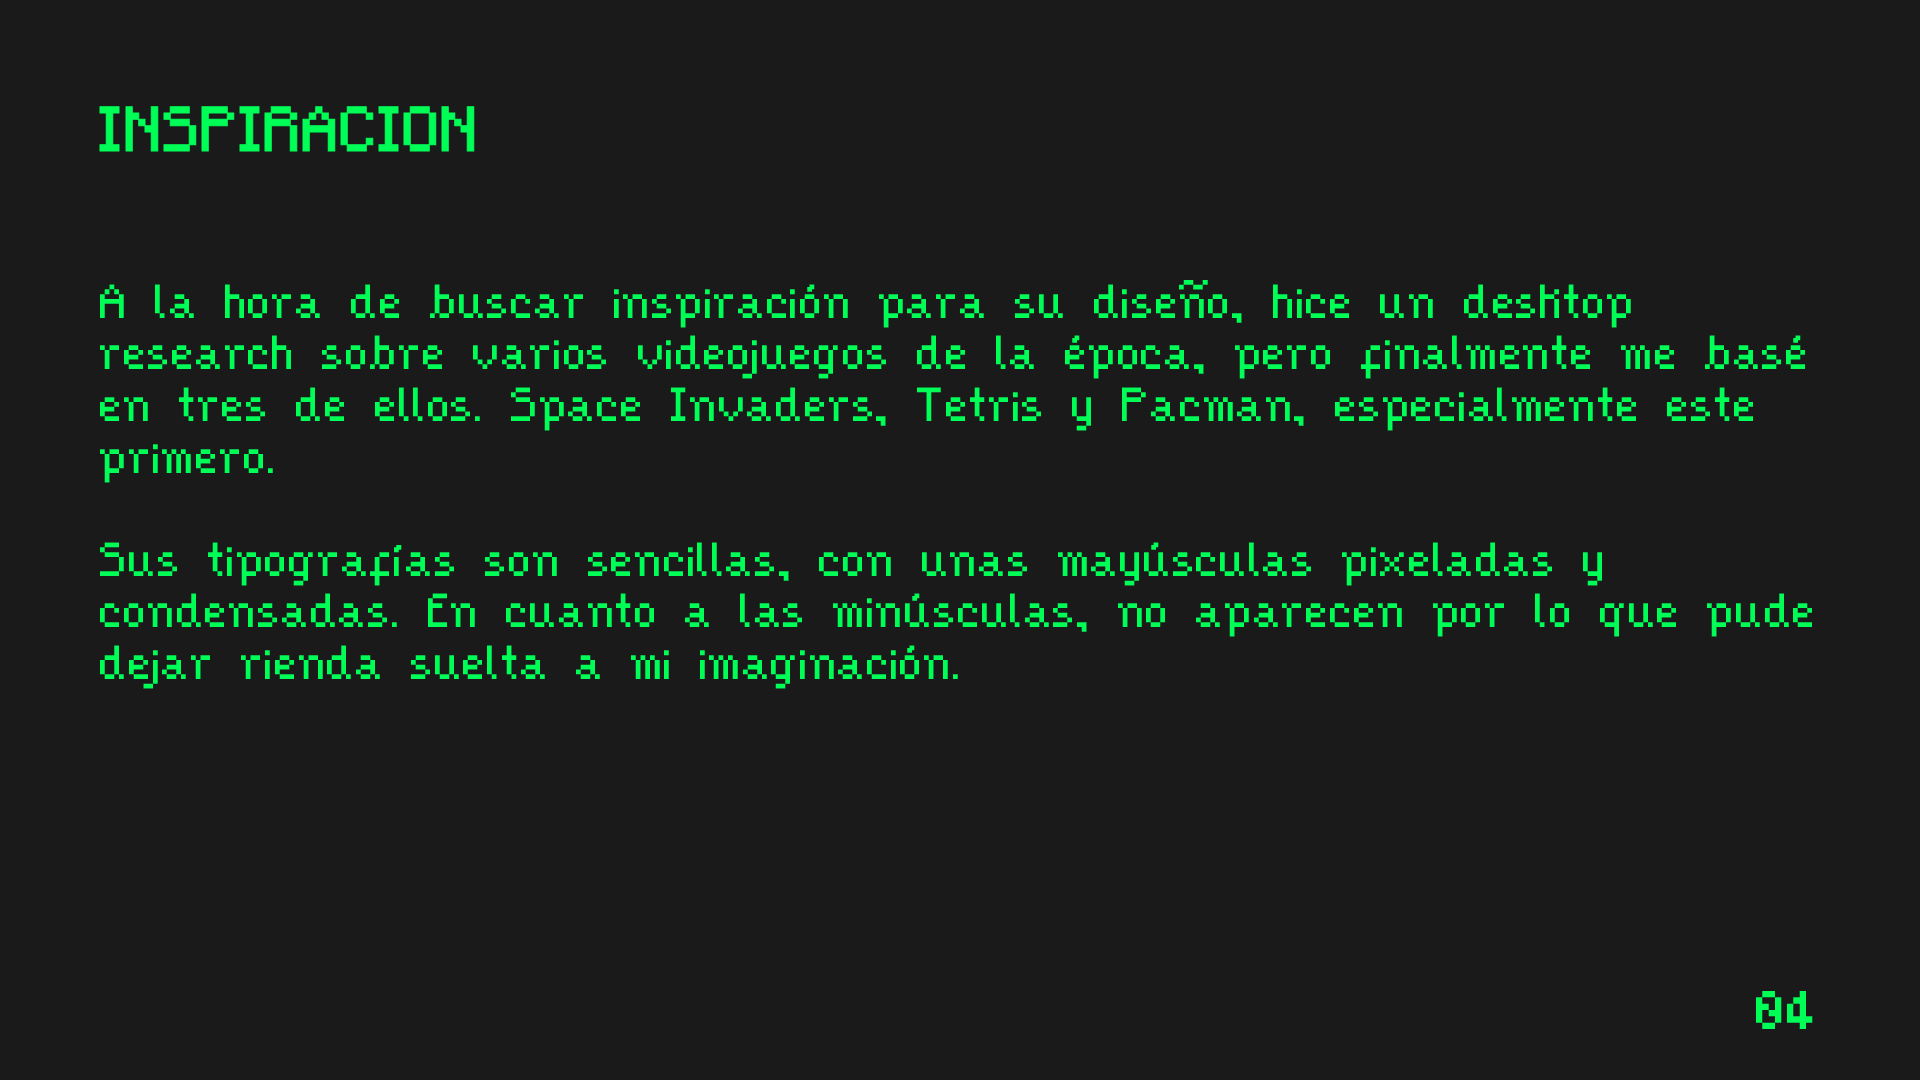 INSPIRACION
A la hora de buscar inspiración para su diseño, hice un desktop
research sobre varios videojuegos de la época, pero finalmente me basé
en tres de ellos. Space Invaders, Tetris y Pacman, especialmente este
primero.
Sus tipografías son sencillas, con unas mayúsculas pixeladas y
condensadas. En cuanto a las minúsculas, no aparecen por lo que pude
dejar rienda suelta a mi imaginación.
04